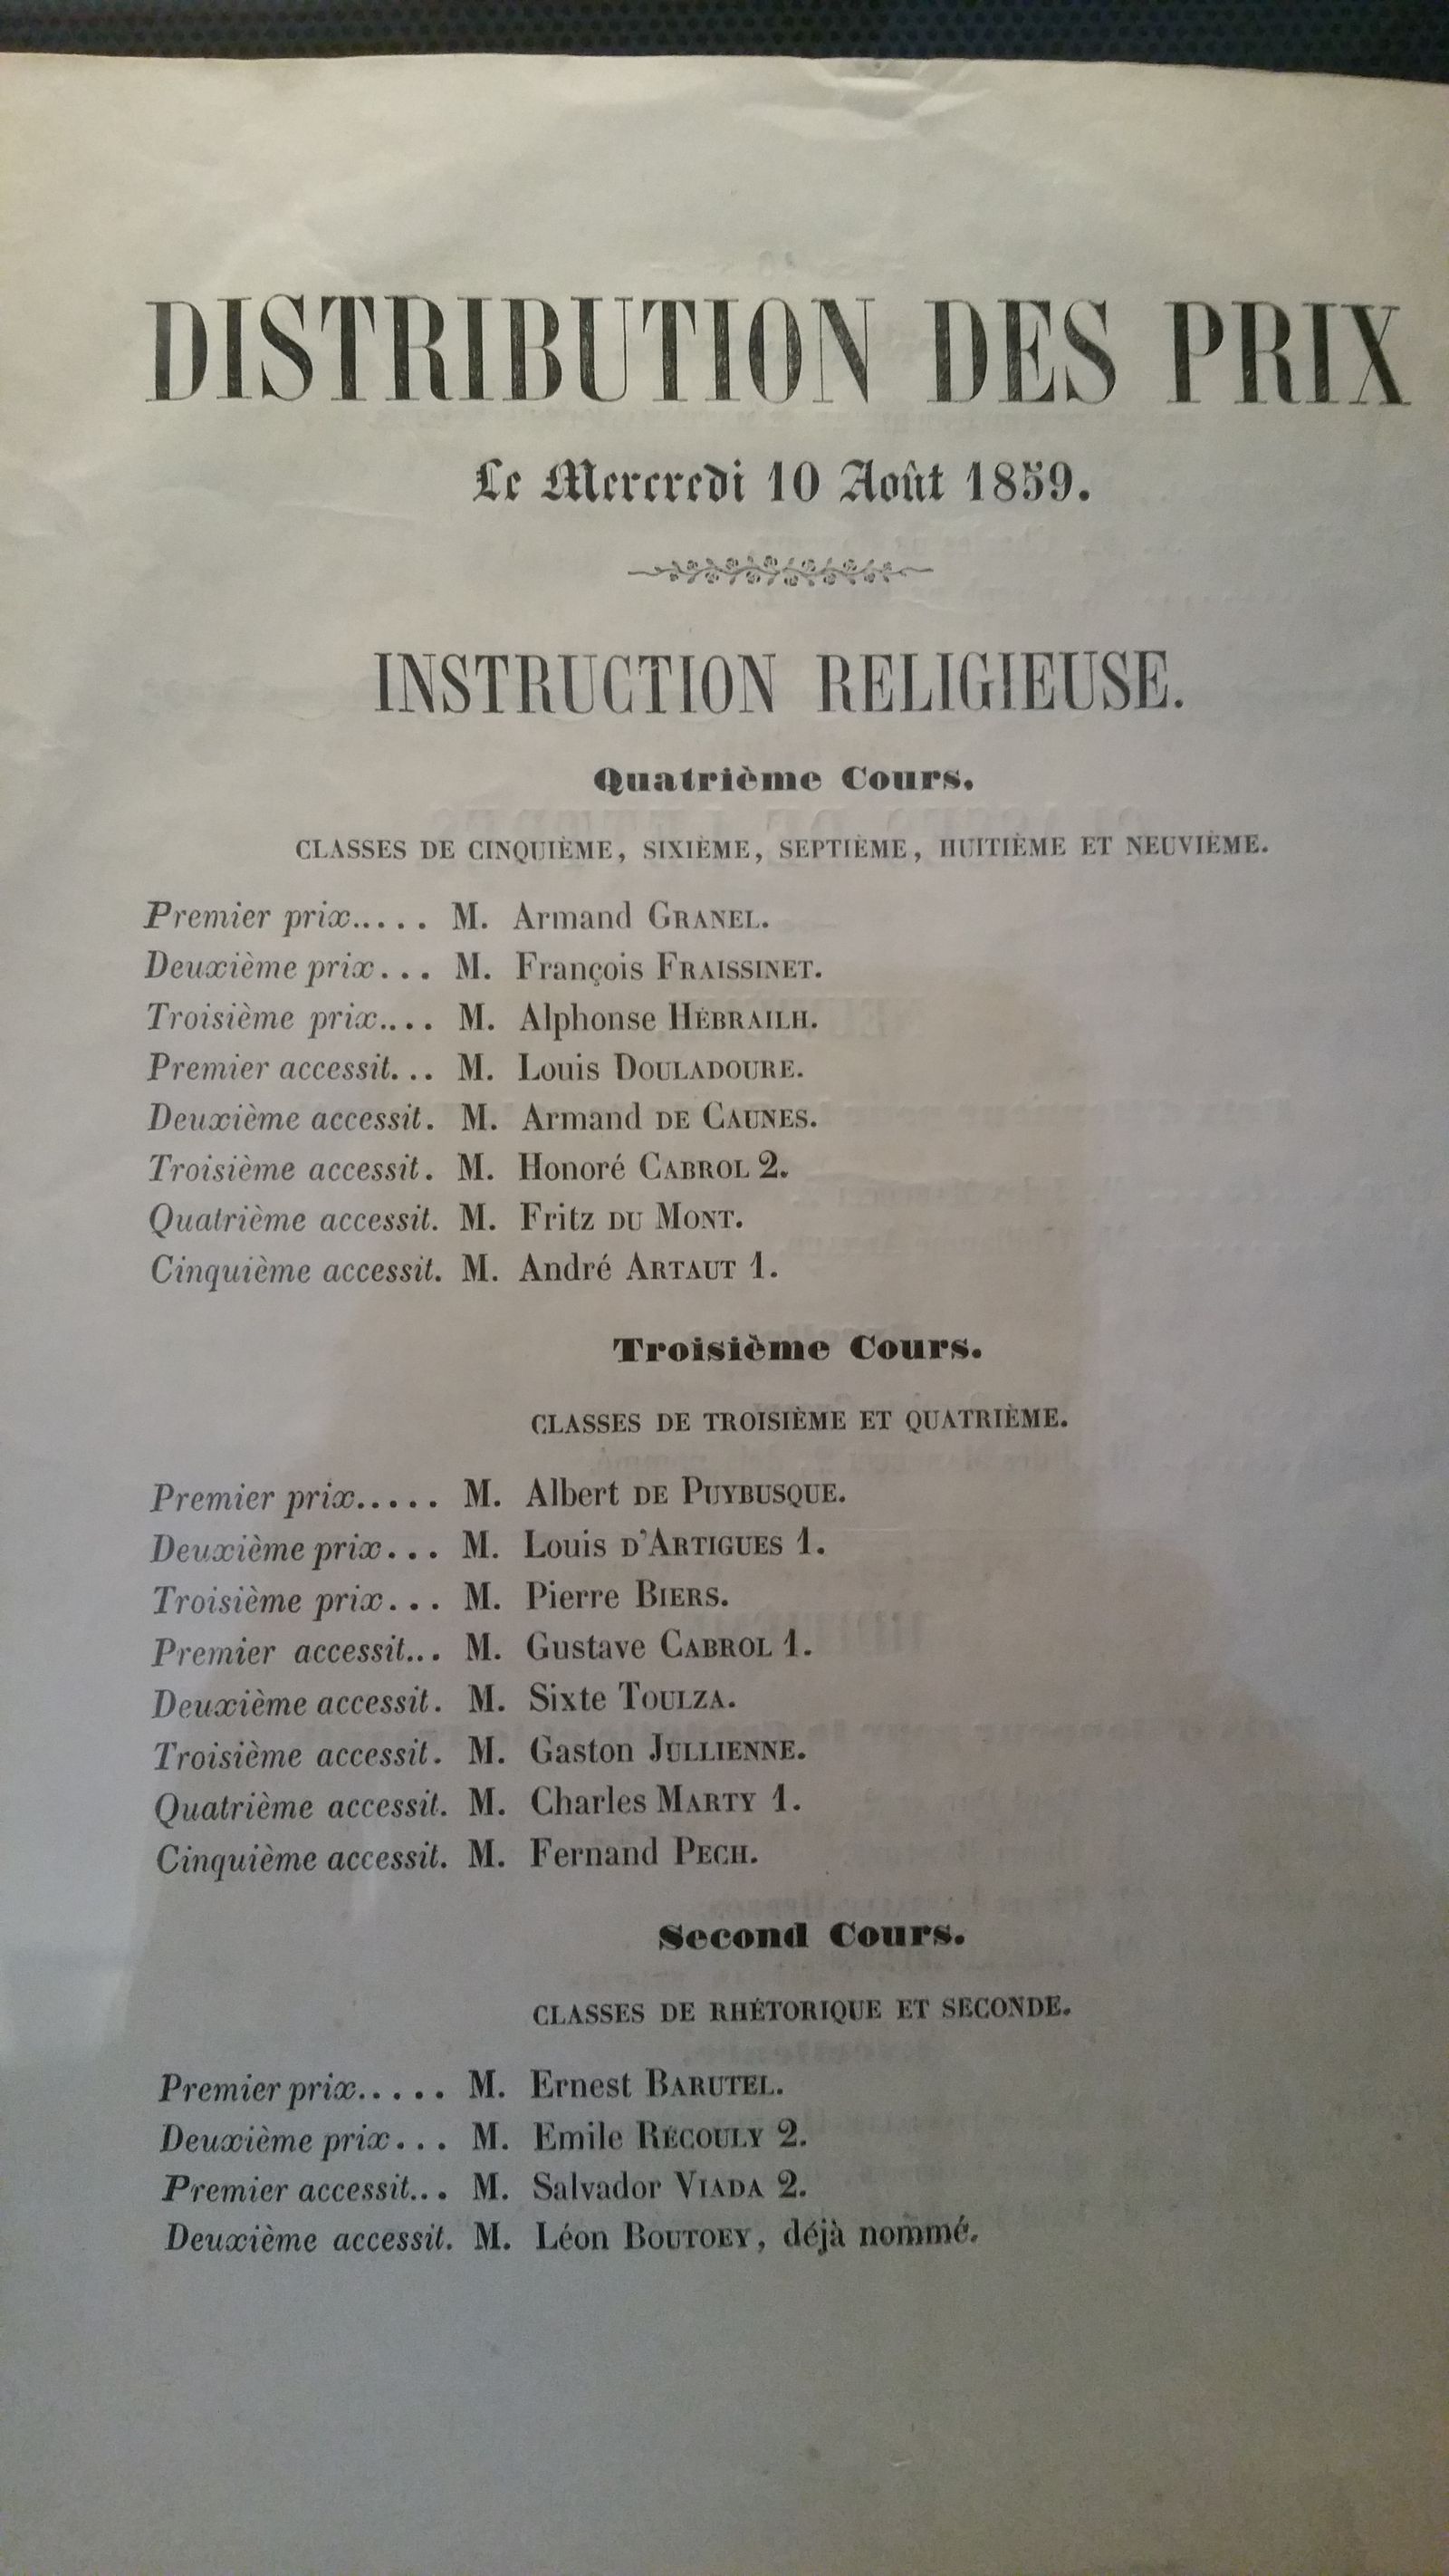 DISTRIBUTION DES PRIX
Le Mercredi 10 Août 1859.
INSTRUCTION RELIGIEUSE.
Quatrième Cours.
CLASSES DE CINQUIÈME, SIXIÈME, SEPTIÈME, HUITIÈME ET NEUVIÈME.
Premier prix..... M. Armand GRANEL.
Deuxième prix... M. François FRAISSINET.
Troisième prix.... M. Alphonse HÉBRAILH.
Premier accessit... M. Louis DOULADOURE.
Deuxième accessit. M. Armand DE CAUNES.
Troisième accessit. M. Honoré CABROL 2.
Quatrième accessit. M. Fritz DU MONT.
Cinquième accessit. M. André ARTAUT 1.
Troisième Cours.
CLASSES DE TROISIÈME ET QUATRIÈME.
Premier prix..... M. Albert DE PUYBUSQUE.
Deuxième prix... M. Louis D'ARTIGUES 1.
Troisième prix... M. Pierre BIERS.
Premier accessit... M. Gustave CABROL 1.
Deuxième accessit. M. Sixte TOULZA.
Troisième accessit. M. Gaston JULLIENNE.
Quatrième accessit. M. Charles MARTY 1.
Cinquième accessit. M. Fernand PECH.
Second Cours.
CLASSES DE RHÉTORIQUE ET SECONDE.
Premier prix..... M. Ernest BARUTEL.
Deuxième prix... M. Emile RÉCOULY 2.
Premier accessit... M. Salvador VIADA 2.
Deuxième accessit. M. Léon BOUTOEY, déjà nommé.